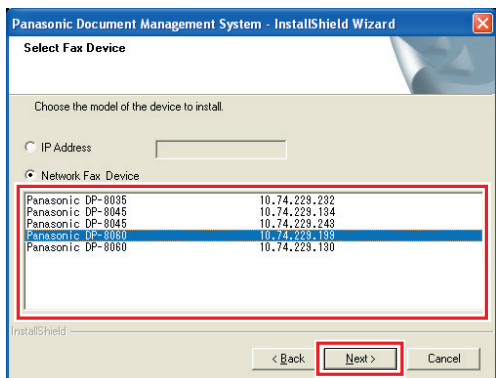 Panasonic Document Management System - InstallShield Wizard
Select Fax Device
Choose the model of the device to install.
IP Address
Network Fax Device
Panasonic DP-8035 10.74.229.232
Panasonic DP-8045 10.74.229.134
Panasonic DP-8045 10.74.229.243
Panasonic DP-8060 10.74.229.199
Panasonic DP-8060 10.74.229.130
InstallShield
< Back Next > Cancel